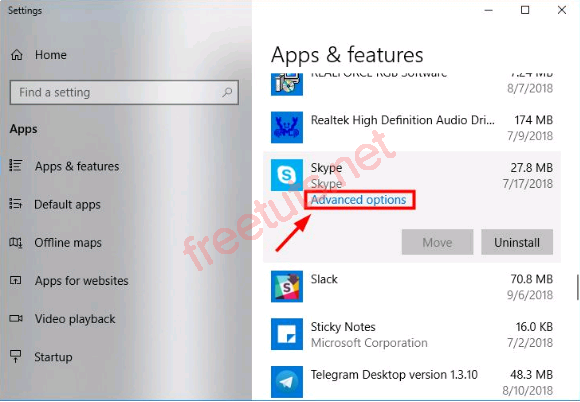 Settings
Home
Find a setting
Apps
Apps & features
Default apps
Offline maps
Apps for websites
Video playback
Startup
Apps & features
REALFORCE RGB Software 7.24 MB
8/7/2018
Realtek High Definition Audio Dri... 174 MB
7/9/2018
Skype 27.8 MB
Skype 7/17/2018
Advanced options
Move Uninstall
Slack 70.8 MB
9/6/2018
Sticky Notes 16.0 KB
Microsoft Corporation 7/2/2018
Telegram Desktop version 1.3.10 48.3 MB
8/10/2018
freetuts.net